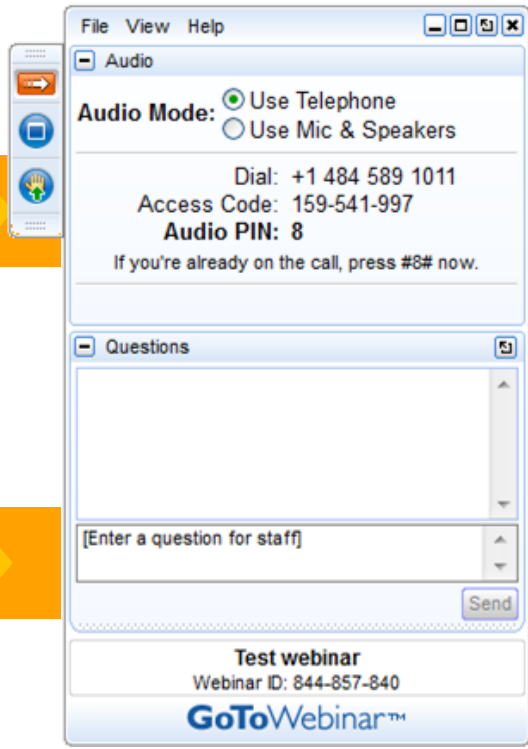 File View Help
Audio
Audio Mode: Use Telephone
Use Mic & Speakers
Dial: +1 484 589 1011
Access Code: 159-541-997
Audio PIN: 8
If you're already on the call, press #8# now.
Questions
[Enter a question for staff]
Send
Test webinar
Webinar ID: 844-857-840
GoToWebinar™